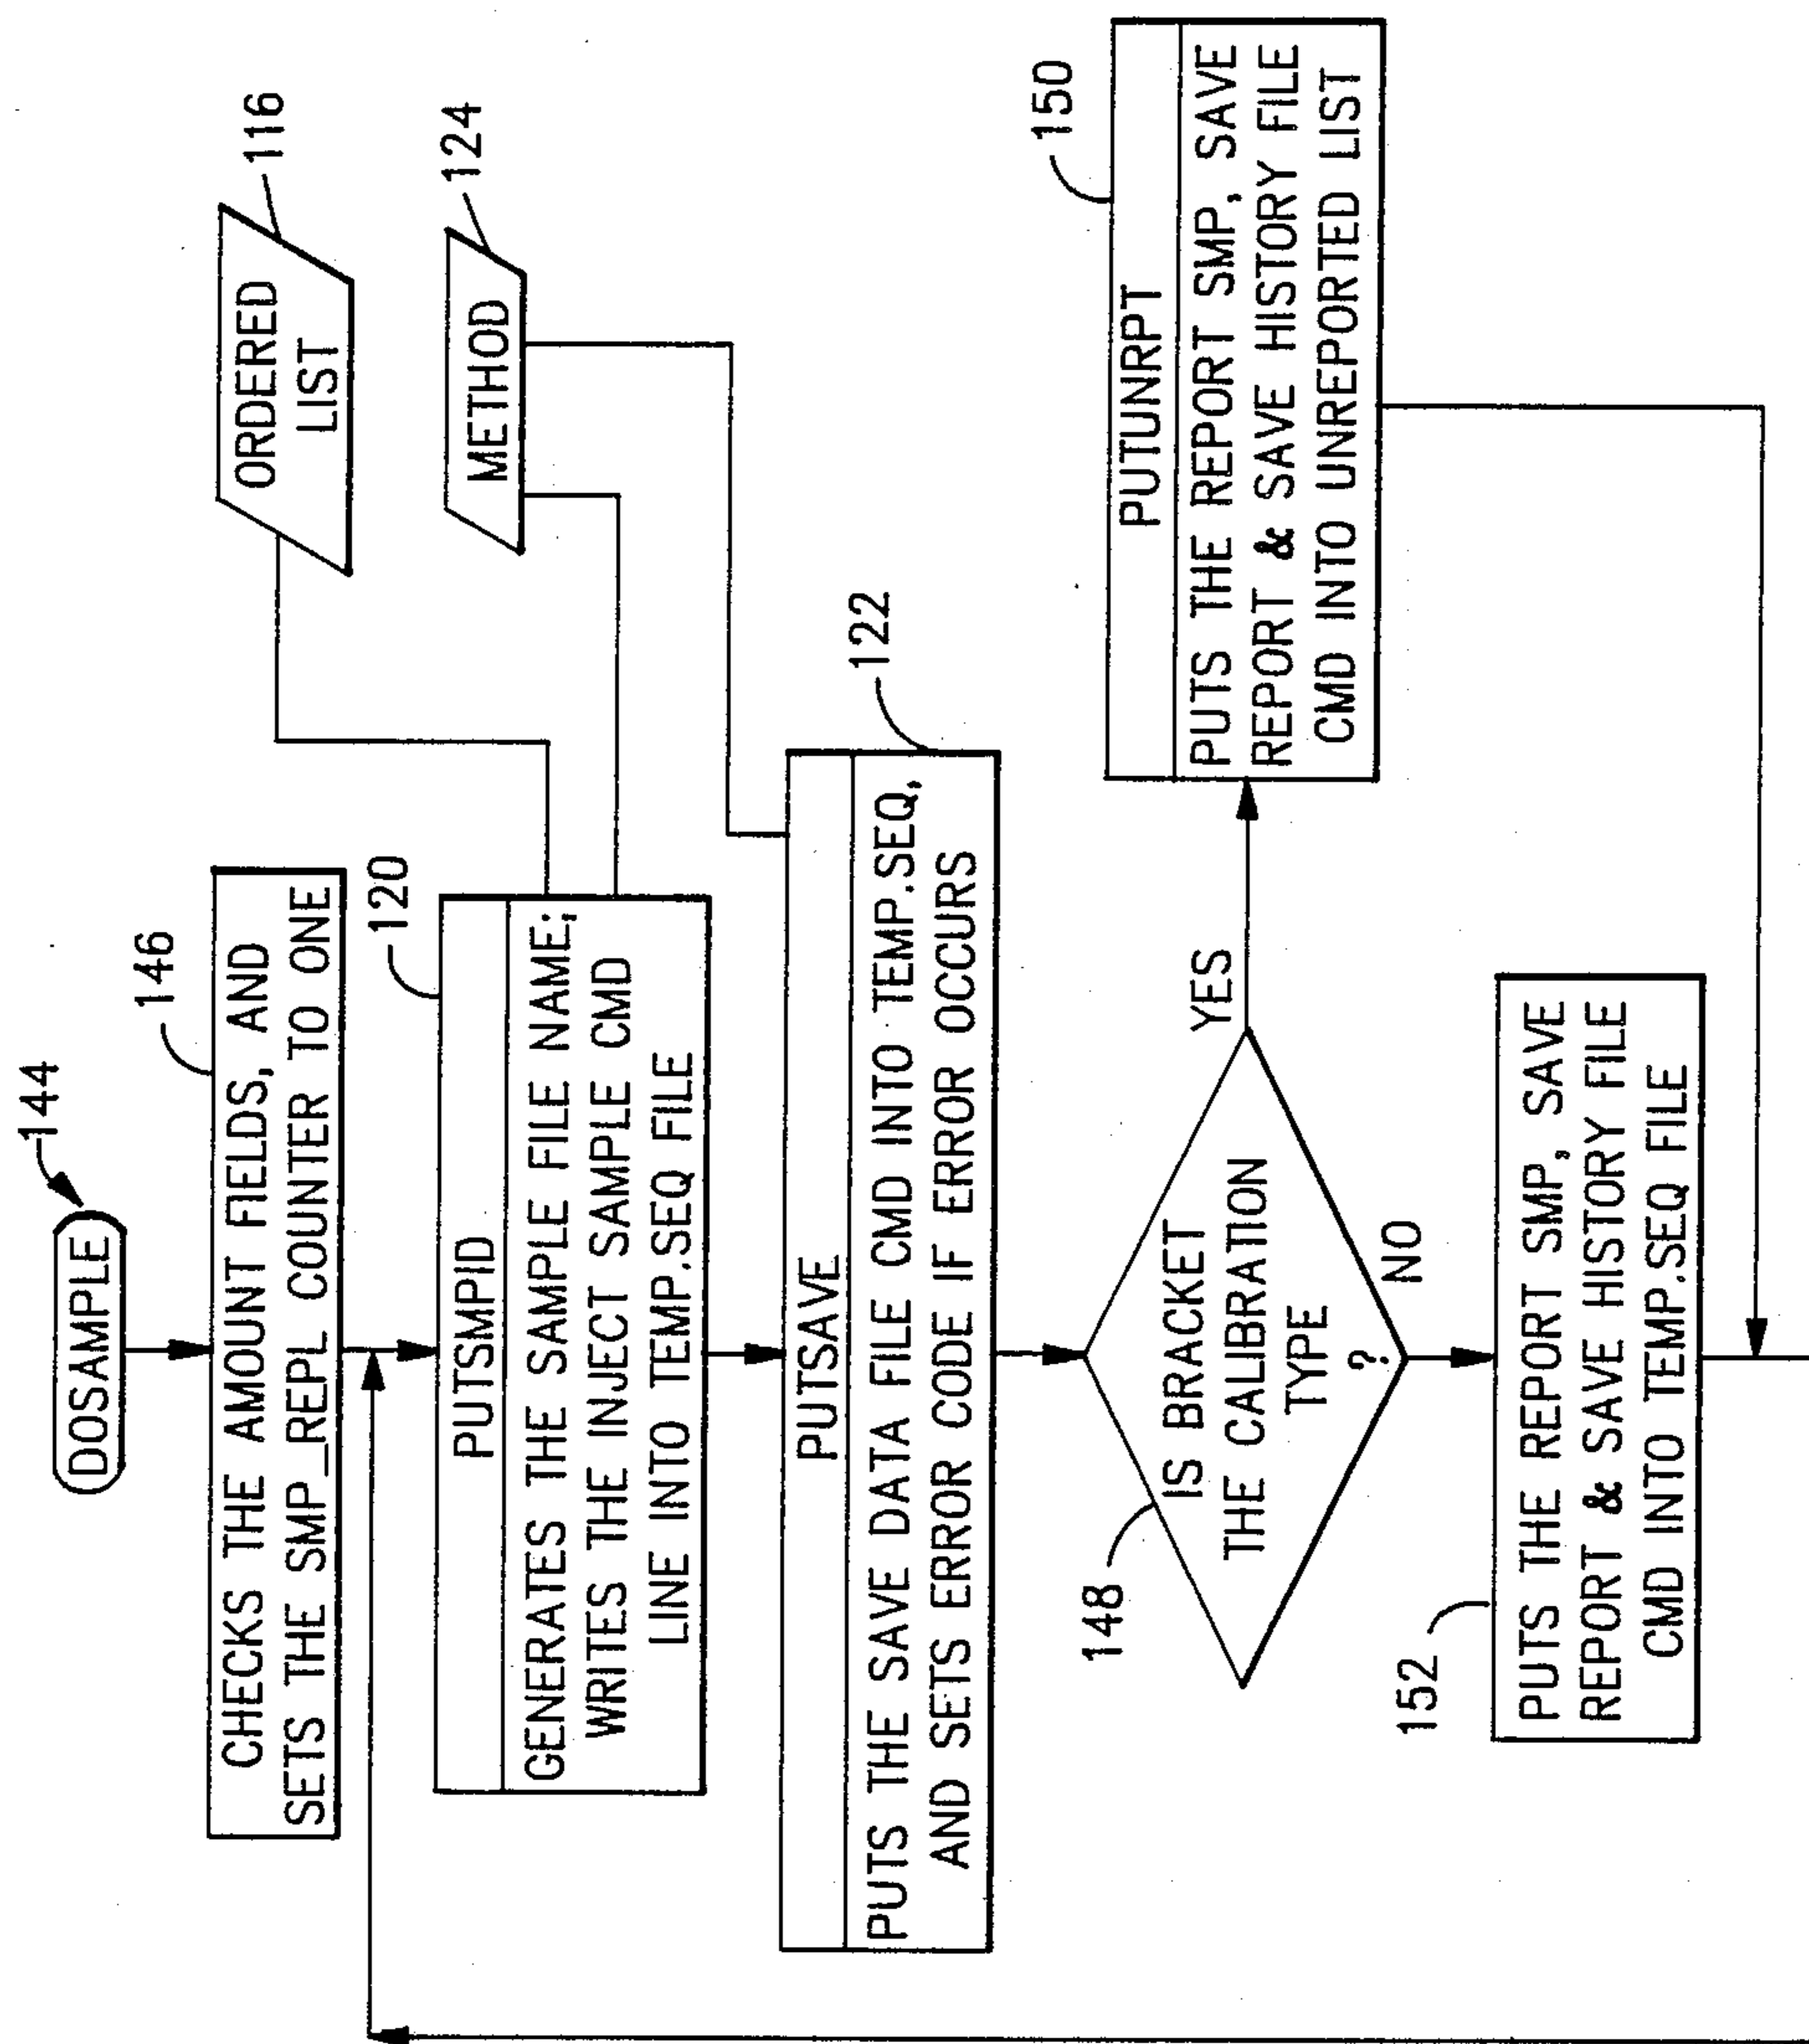 144
DOSAMPLE
146
CHECKS THE AMOUNT FIELDS, AND
SETS THE SMP_REPL COUNTER TO ONE
ORDERED
LIST
116
120
PUTSMPID
GENERATES THE SAMPLE FILE NAME;
WRITES THE INJECT SAMPLE CMD
LINE INTO TEMP.SEQ FILE
METHOD
124
122
PUTSAVE
PUTS THE SAVE DATA FILE CMD INTO TEMP.SEQ,
AND SETS ERROR CODE IF ERROR OCCURS
148
IS BRACKET
THE CALIBRATION
TYPE
?
YES
NO
150
PUTUNRPT
PUTS THE REPORT SMP, SAVE
REPORT & SAVE HISTORY FILE
CMD INTO UNREPORTED LIST
152
PUTS THE REPORT SMP, SAVE
REPORT & SAVE HISTORY FILE
CMD INTO TEMP.SEQ FILE